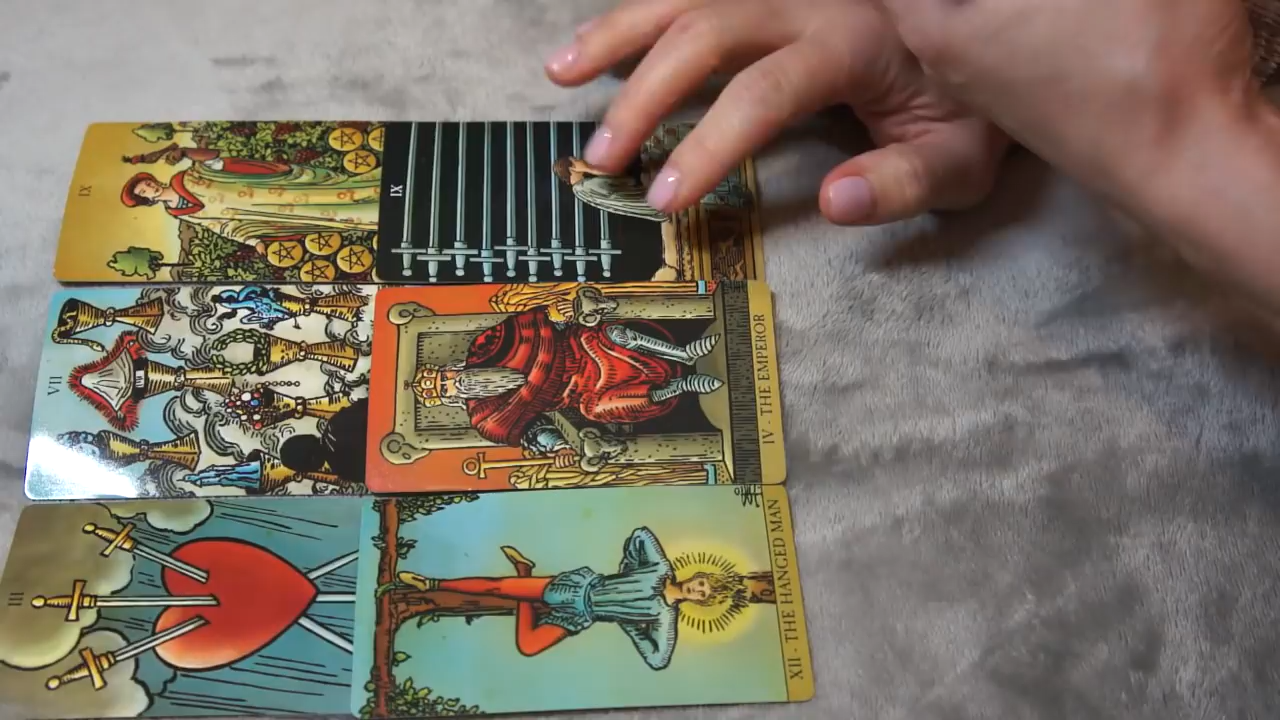 IX
IX
VII
IV - THE EMPEROR
III
XII - THE HANGED MAN